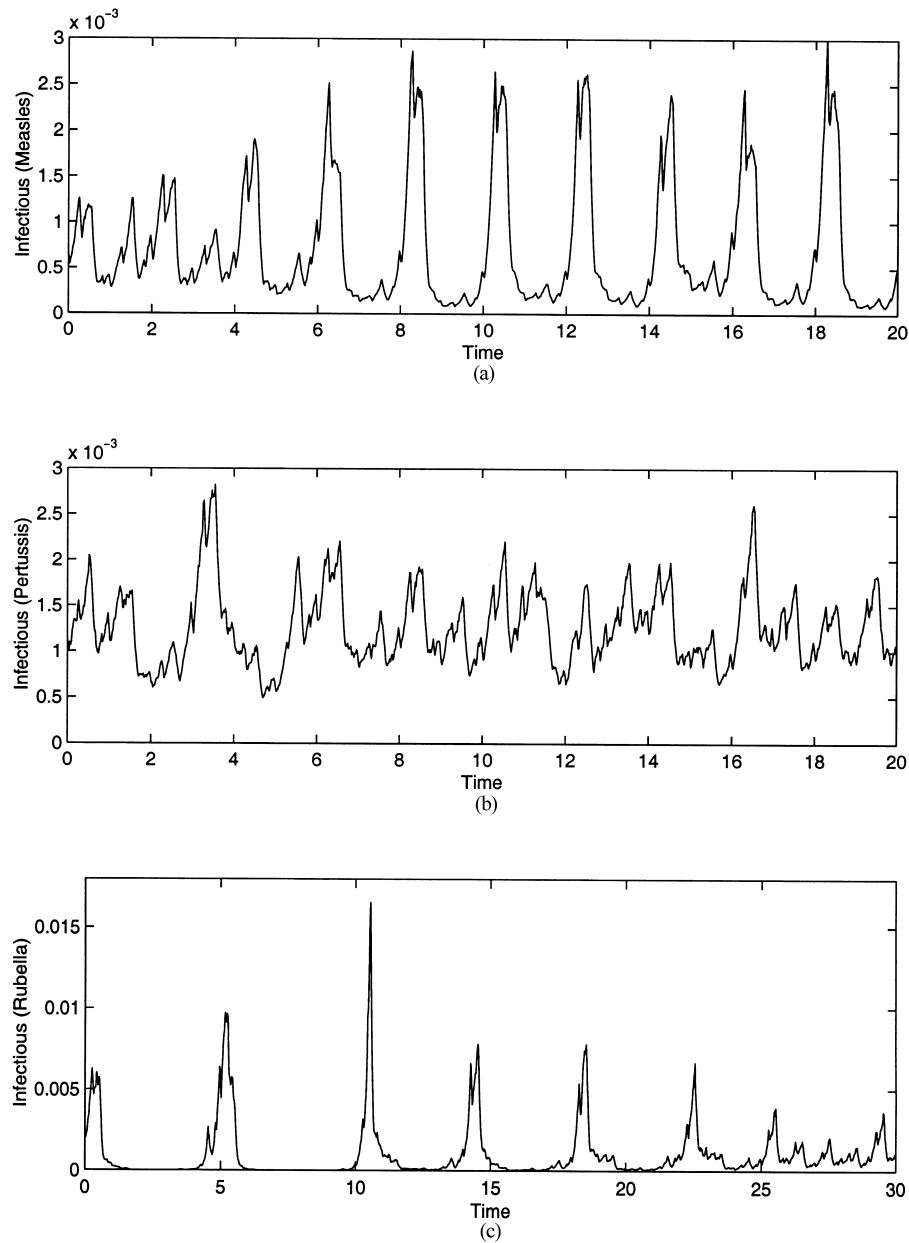 x 10⁻³
3
2.5
2
1.5
1
0.5
0
Infectious (Measles)
0 2 4 6 8 10 12 14 16 18 20
Time
(a)
x 10⁻³
3
2.5
2
1.5
1
0.5
0
Infectious (Pertussis)
0 2 4 6 8 10 12 14 16 18 20
Time
(b)
0.015
0.01
0.005
0
Infectious (Rubella)
0 5 10 15 20 25 30
Time
(c)